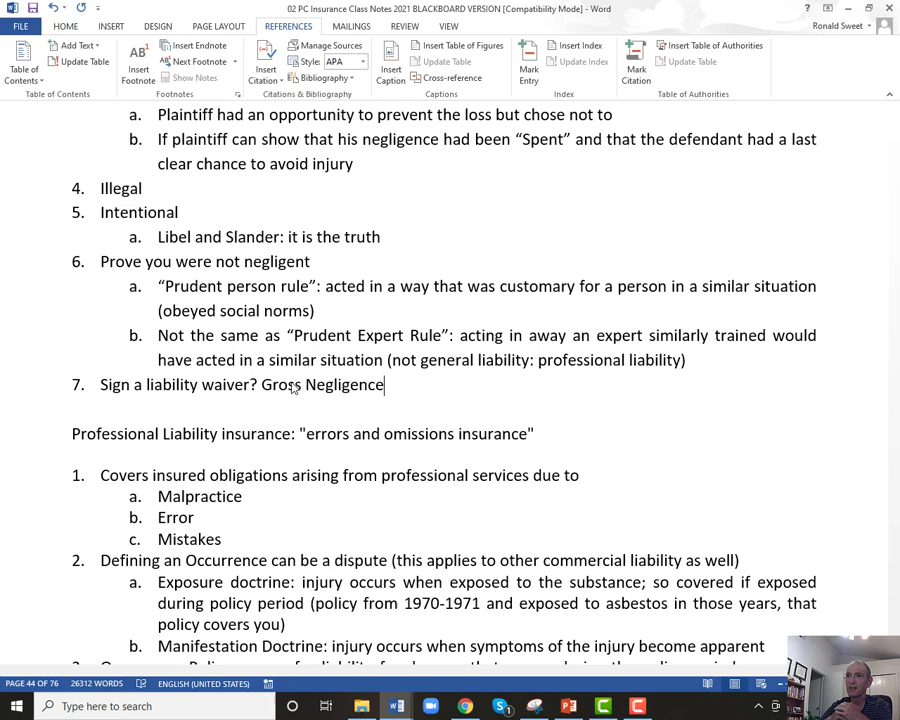 02 PC Insurance Class Notes 2021 BLACKBOARD VERSION [Compatibility Mode] - Word
FILE HOME INSERT DESIGN PAGE LAYOUT REFERENCES MAILINGS REVIEW VIEW Ronald Sweet
Table of Contents
Add Text
Update Table
Table of Contents
AB1
Insert Footnote
Insert Endnote
Next Footnote
Show Notes
Footnotes
Insert Citation
Manage Sources
Style: APA
Bibliography
Citations & Bibliography
Insert Caption
Insert Table of Figures
Update Table
Cross-reference
Captions
Mark Entry
Insert Index
Update Index
Index
Mark Citation
Insert Table of Authorities
Update Table
Table of Authorities
a. Plaintiff had an opportunity to prevent the loss but chose not to
b. If plaintiff can show that his negligence had been “Spent” and that the defendant had a last
clear chance to avoid injury
4. Illegal
5. Intentional
a. Libel and Slander: it is the truth
6. Prove you were not negligent
a. “Prudent person rule”: acted in a way that was customary for a person in a similar situation
(obeyed social norms)
b. Not the same as “Prudent Expert Rule”: acting in away an expert similarly trained would
have acted in a similar situation (not general liability: professional liability)
7. Sign a liability waiver? Gross Negligence
Professional Liability insurance: "errors and omissions insurance"
1. Covers insured obligations arising from professional services due to
a. Malpractice
b. Error
c. Mistakes
2. Defining an Occurrence can be a dispute (this applies to other commercial liability as well)
a. Exposure doctrine: injury occurs when exposed to the substance; so covered if exposed
during policy period (policy from 1970-1971 and exposed to asbestos in those years, that
policy covers you)
b. Manifestation Doctrine: injury occurs when symptoms of the injury become apparent
PAGE 44 OF 76 26312 WORDS ENGLISH (UNITED STATES)
Type here to search